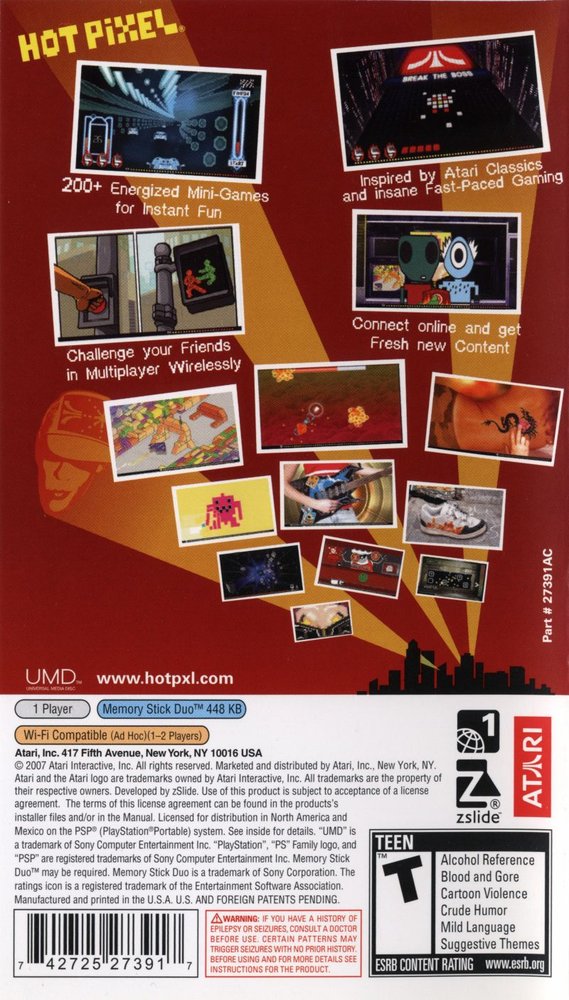 HOT PiXEL®
BREAK THE BOSS
200+ Energized Mini-Games
for Instant Fun
Inspired by Atari Classics
and insane Fast-Paced Gaming
Challenge your Friends
in Multiplayer Wirelessly
Connect online and get
Fresh new Content
Part # 27391AC
UMD™
UNIVERSAL MEDIA DISC
www.hotpxl.com
1 Player
Memory Stick Duo™ 448 KB
Wi-Fi Compatible (Ad Hoc)(1–2 Players)
Atari, Inc. 417 Fifth Avenue, New York, NY 10016 USA
© 2007 Atari Interactive, Inc. All rights reserved. Marketed and distributed by Atari, Inc., New York, NY.
Atari and the Atari logo are trademarks owned by Atari Interactive, Inc. All trademarks are the property of
their respective owners. Developed by zSlide. Use of this product is subject to acceptance of a license
agreement. The terms of this license agreement can be found in the products's
installer files and/or in the Manual. Licensed for distribution in North America and
Mexico on the PSP® (PlayStation®Portable) system. See inside for details. “UMD” is
a trademark of Sony Computer Entertainment Inc. “PlayStation”, “PS” Family logo, and
“PSP” are registered trademarks of Sony Computer Entertainment Inc. Memory Stick
Duo™ may be required. Memory Stick Duo is a trademark of Sony Corporation. The
ratings icon is a registered trademark of the Entertainment Software Association.
Manufactured and printed in the U.S.A. U.S. AND FOREIGN PATENTS PENDING.
1
Z®
zslide™
ATARI
TEEN
T™
Alcohol Reference
Blood and Gore
Cartoon Violence
Crude Humor
Mild Language
Suggestive Themes
ESRB CONTENT RATING www.esrb.org
7 42725 27391 7
WARNING: IF YOU HAVE A HISTORY OF
EPILEPSY OR SEIZURES, CONSULT A DOCTOR
BEFORE USE. CERTAIN PATTERNS MAY
TRIGGER SEIZURES WITH NO PRIOR HISTORY.
BEFORE USING AND FOR MORE DETAILS SEE
INSTRUCTIONS FOR THE PRODUCT.